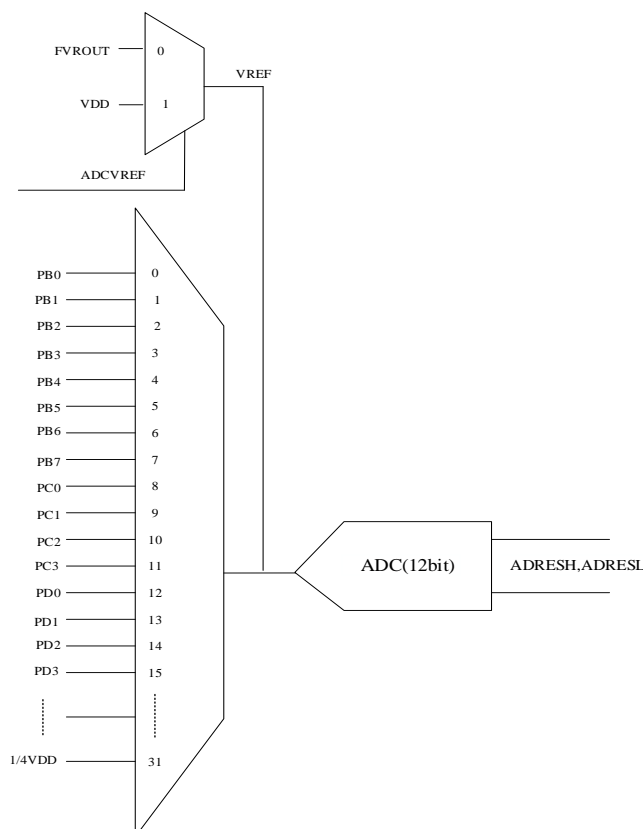 FVROUT 0
VREF
VDD 1
ADCVREF
PB0 0
PB1 1
PB2 2
PB3 3
PB4 4
PB5 5
PB6 6
PB7 7
PC0 8
PC1 9
PC2 10
PC3 11
ADC(12bit) ADRESH,ADRESL
PD0 12
PD1 13
PD2 14
PD3 15
1/4VDD 31